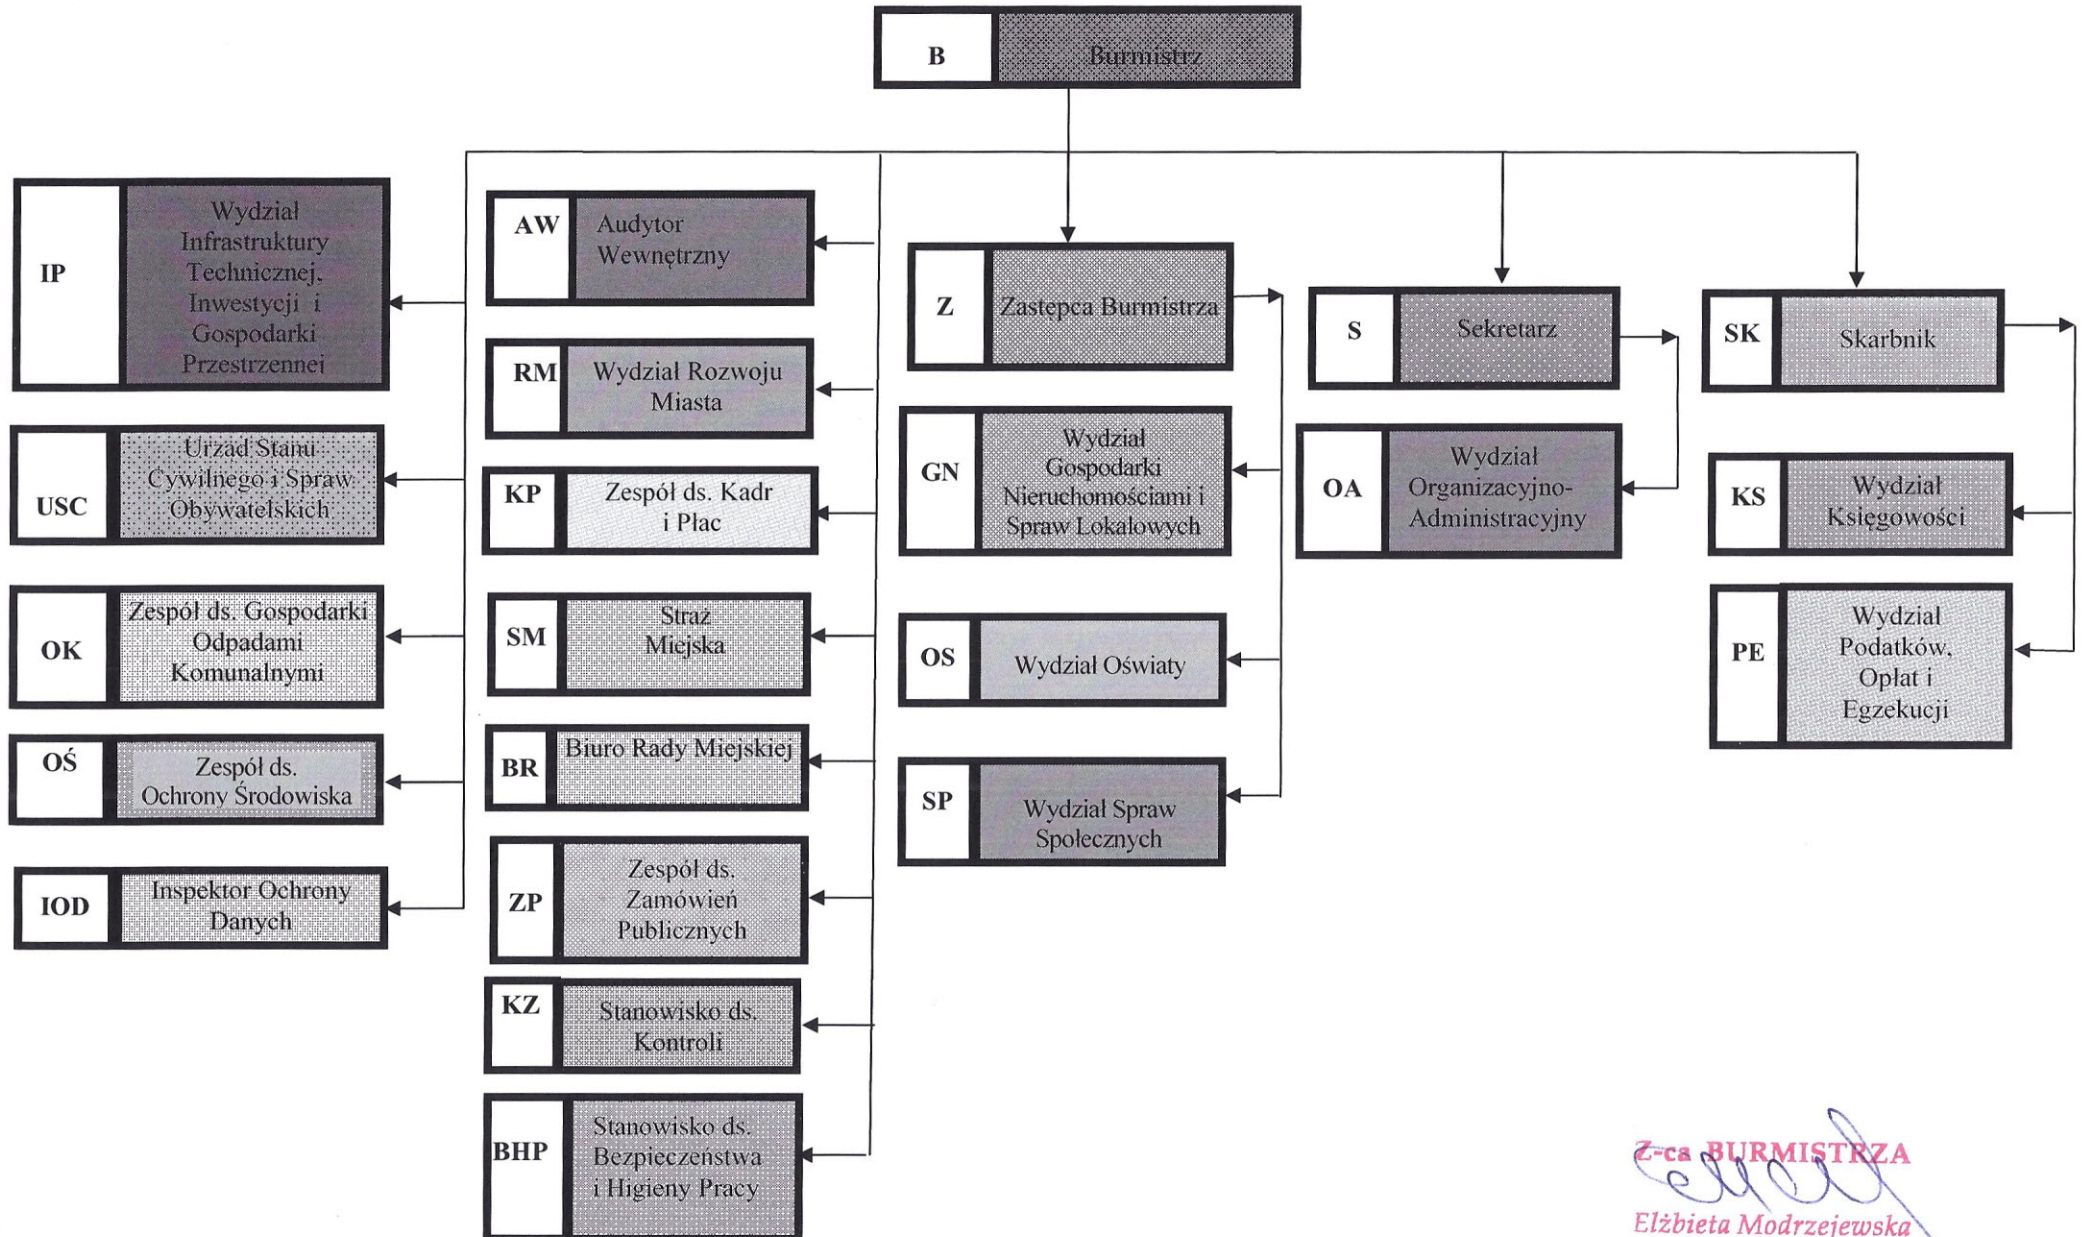 B
Burmistrz
IP
Wydział
Infrastruktury
Technicznej,
Inwestycji i
Gospodarki
Przestrzennej
USC
Urząd Stanu
Cywilnego i Spraw
Obywatelskich
OK
Zespół ds. Gospodarki
Odpadami
Komunalnymi
OŚ
Zespół ds.
Ochrony Środowiska
IOD
Inspektor Ochrony
Danych
AW
Audytor
Wewnętrzny
RM
Wydział Rozwoju
Miasta
KP
Zespół ds. Kadr
i Płac
SM
Straż
Miejska
BR
Biuro Rady Miejskiej
ZP
Zespół ds.
Zamówień
Publicznych
KZ
Stanowisko ds.
Kontroli
BHP
Stanowisko ds.
Bezpieczeństwa
i Higieny Pracy
Z
Zastępca Burmistrza
GN
Wydział
Gospodarki
Nieruchomościami i
Spraw Lokalowych
OS
Wydział Oświaty
SP
Wydział Spraw
Społecznych
S
Sekretarz
OA
Wydział
Organizacyjno-
Administracyjny
SK
Skarbnik
KS
Wydział
Księgowości
PE
Wydział
Podatków,
Opłat i
Egzekucji
Z-ca BURMISTRZA
Elżbieta Modrzejewska